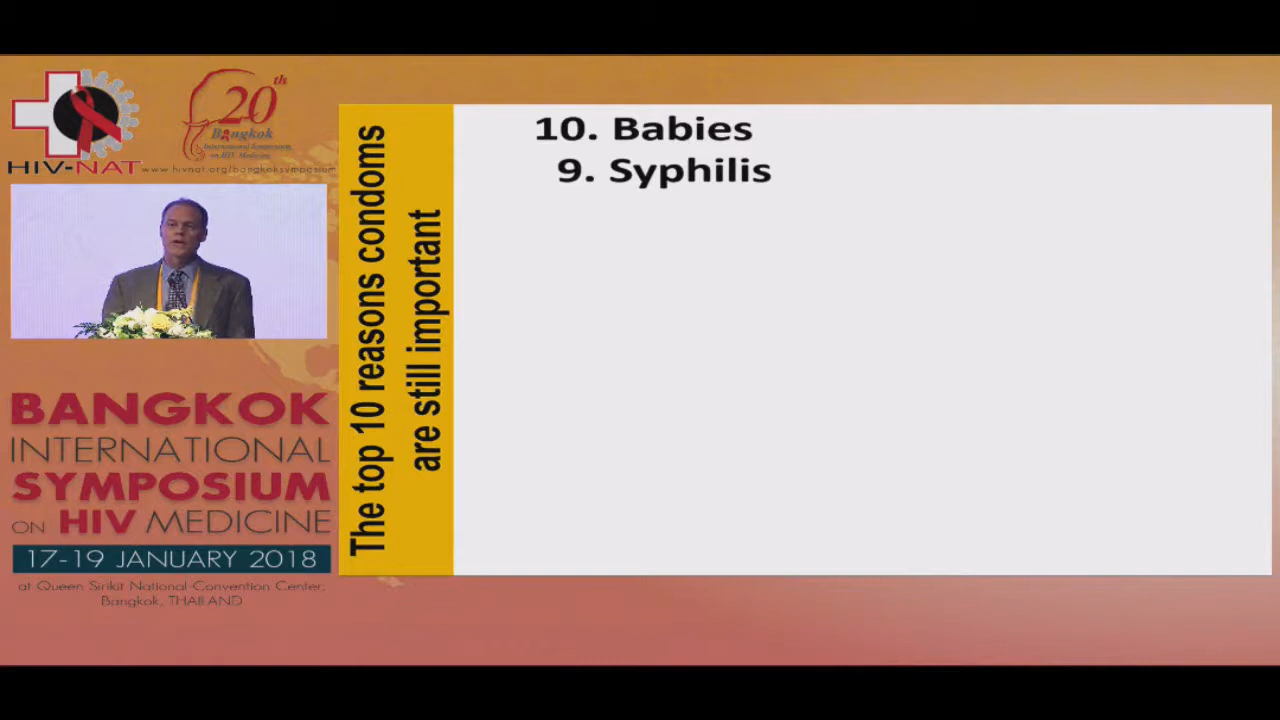 20th
Bangkok
International Symposium
on HIV Medicine
HIV-NAT www.hivnat.org/bangkoksymposium
BANGKOK
INTERNATIONAL
SYMPOSIUM
ON HIV MEDICINE
17-19 JANUARY 2018
at Queen Sirikit National Convention Center,
Bangkok, THAILAND
The top 10 reasons condoms
are still important
10. Babies
9. Syphilis